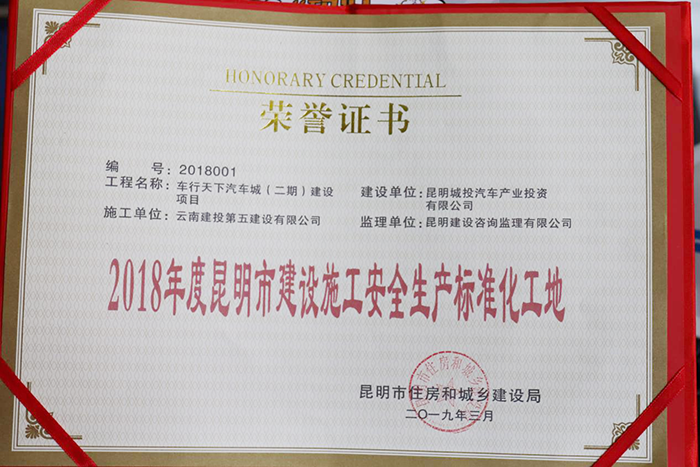 HONORARY CREDENTIAL
荣誉证书
编 号：2018001
工程名称：车行天下汽车城（二期）建设
项目
建设单位：昆明城投汽车产业投资
有限公司
施工单位：云南建投第五建设有限公司
监理单位：昆明建设咨询监理有限公司
2018年度昆明市建设施工安全生产标准化工地
昆明市住房和城乡建设局
二〇一九年三月